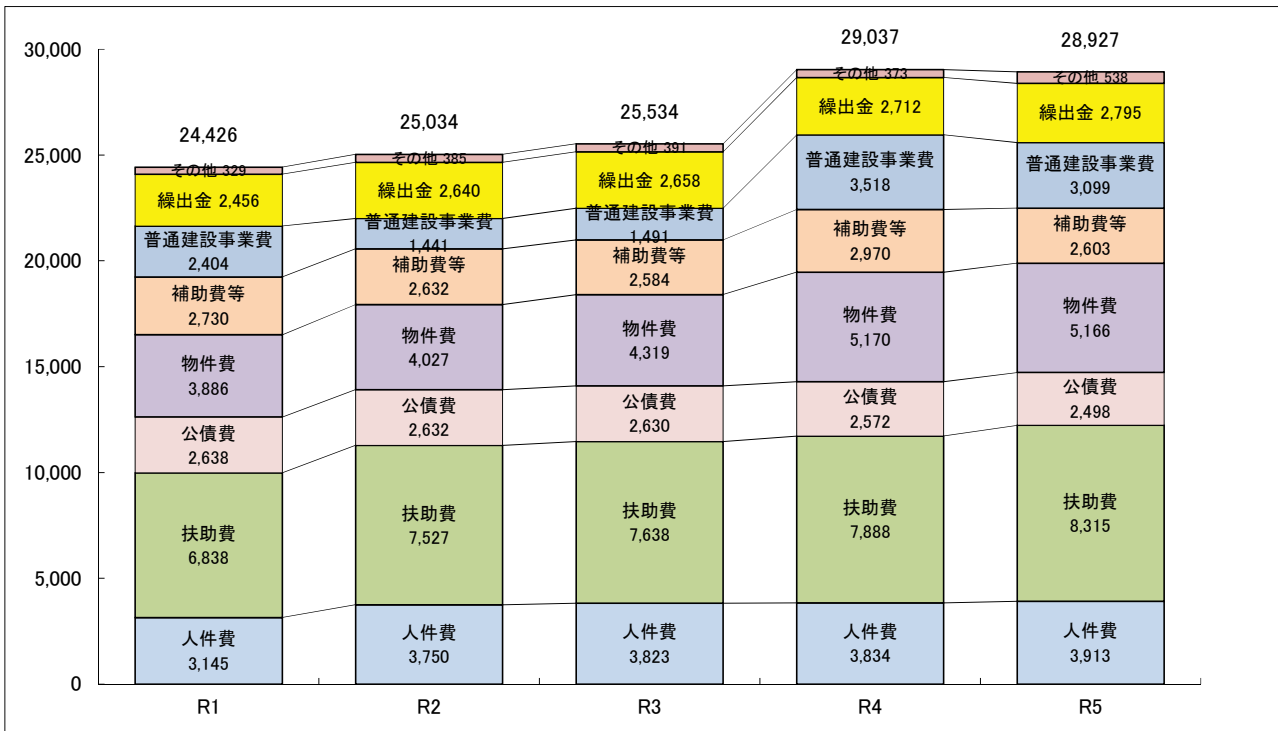 30,000
25,000
20,000
15,000
10,000
5,000
0
24,426
その他 329
繰出金 2,456
普通建設事業費
2,404
補助費等
2,730
物件費
3,886
公債費
2,638
扶助費
6,838
人件費
3,145
R1
25,034
その他 385
繰出金 2,640
普通建設事業費
1,441
補助費等
2,632
物件費
4,027
公債費
2,632
扶助費
7,527
人件費
3,750
R2
25,534
その他 391
繰出金 2,658
普通建設事業費
1,491
補助費等
2,584
物件費
4,319
公債費
2,630
扶助費
7,638
人件費
3,823
R3
29,037
その他 373
繰出金 2,712
普通建設事業費
3,518
補助費等
2,970
物件費
5,170
公債費
2,572
扶助費
7,888
人件費
3,834
R4
28,927
その他 538
繰出金 2,795
普通建設事業費
3,099
補助費等
2,603
物件費
5,166
公債費
2,498
扶助費
8,315
人件費
3,913
R5